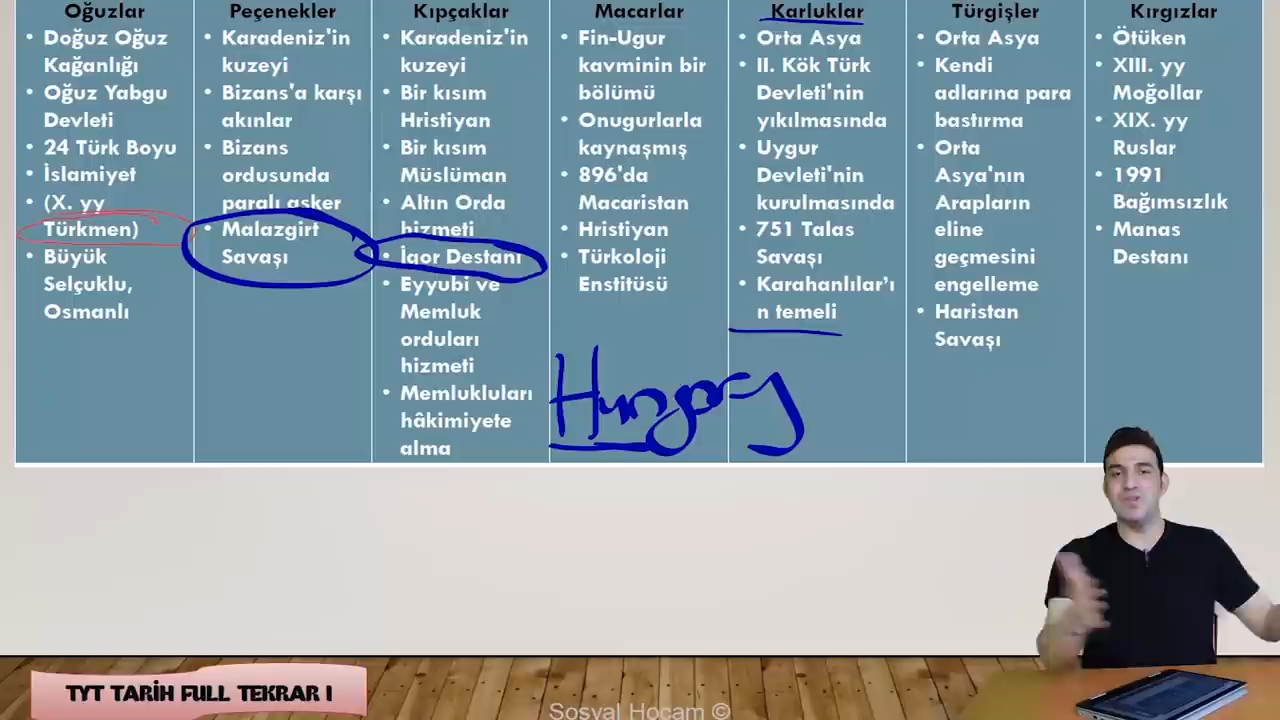 Oğuzlar
• Doğuz Oğuz
Kağanlığı
• Oğuz Yabgu
Devleti
• 24 Türk Boyu
• İslamiyet
• (X. yy
Türkmen)
• Büyük
Selçuklu,
Osmanlı
Peçenekler
• Karadeniz'in
kuzeyi
• Bizans'a karşı
akınlar
• Bizans
ordusunda
paralı asker
• Malazgirt
Savaşı
Kıpçaklar
• Karadeniz'in
kuzeyi
• Bir kısım
Hristiyan
• Bir kısım
Müslüman
• Altın Orda
hizmeti
• İgor Destanı
• Eyyubi ve
Memluk
orduları
hizmeti
• Memlukluları
hâkimiyete
alma
Macarlar
• Fin-Ugur
kavminin bir
bölümü
• Onugurlarla
kaynaşmış
• 896'da
Macaristan
• Hristiyan
• Türkoloji
Enstitüsü
Hungary
Karluklar
• Orta Asya
• II. Kök Türk
Devleti'nin
yıkılmasında
• Uygur
Devleti'nin
kurulmasında
• 751 Talas
Savaşı
• Karahanlılar’ı
n temeli
Türgişler
• Orta Asya
• Kendi
adlarına para
bastırma
• Orta
Asya'nın
Arapların
eline
geçmesini
engelleme
• Haristan
Savaşı
Kırgızlar
• Ötüken
• XIII. yy
Moğollar
• XIX. yy
Ruslar
• 1991
Bağımsızlık
• Manas
Destanı
TYT TARİH FULL TEKRAR I
Sosyal Hocam ©